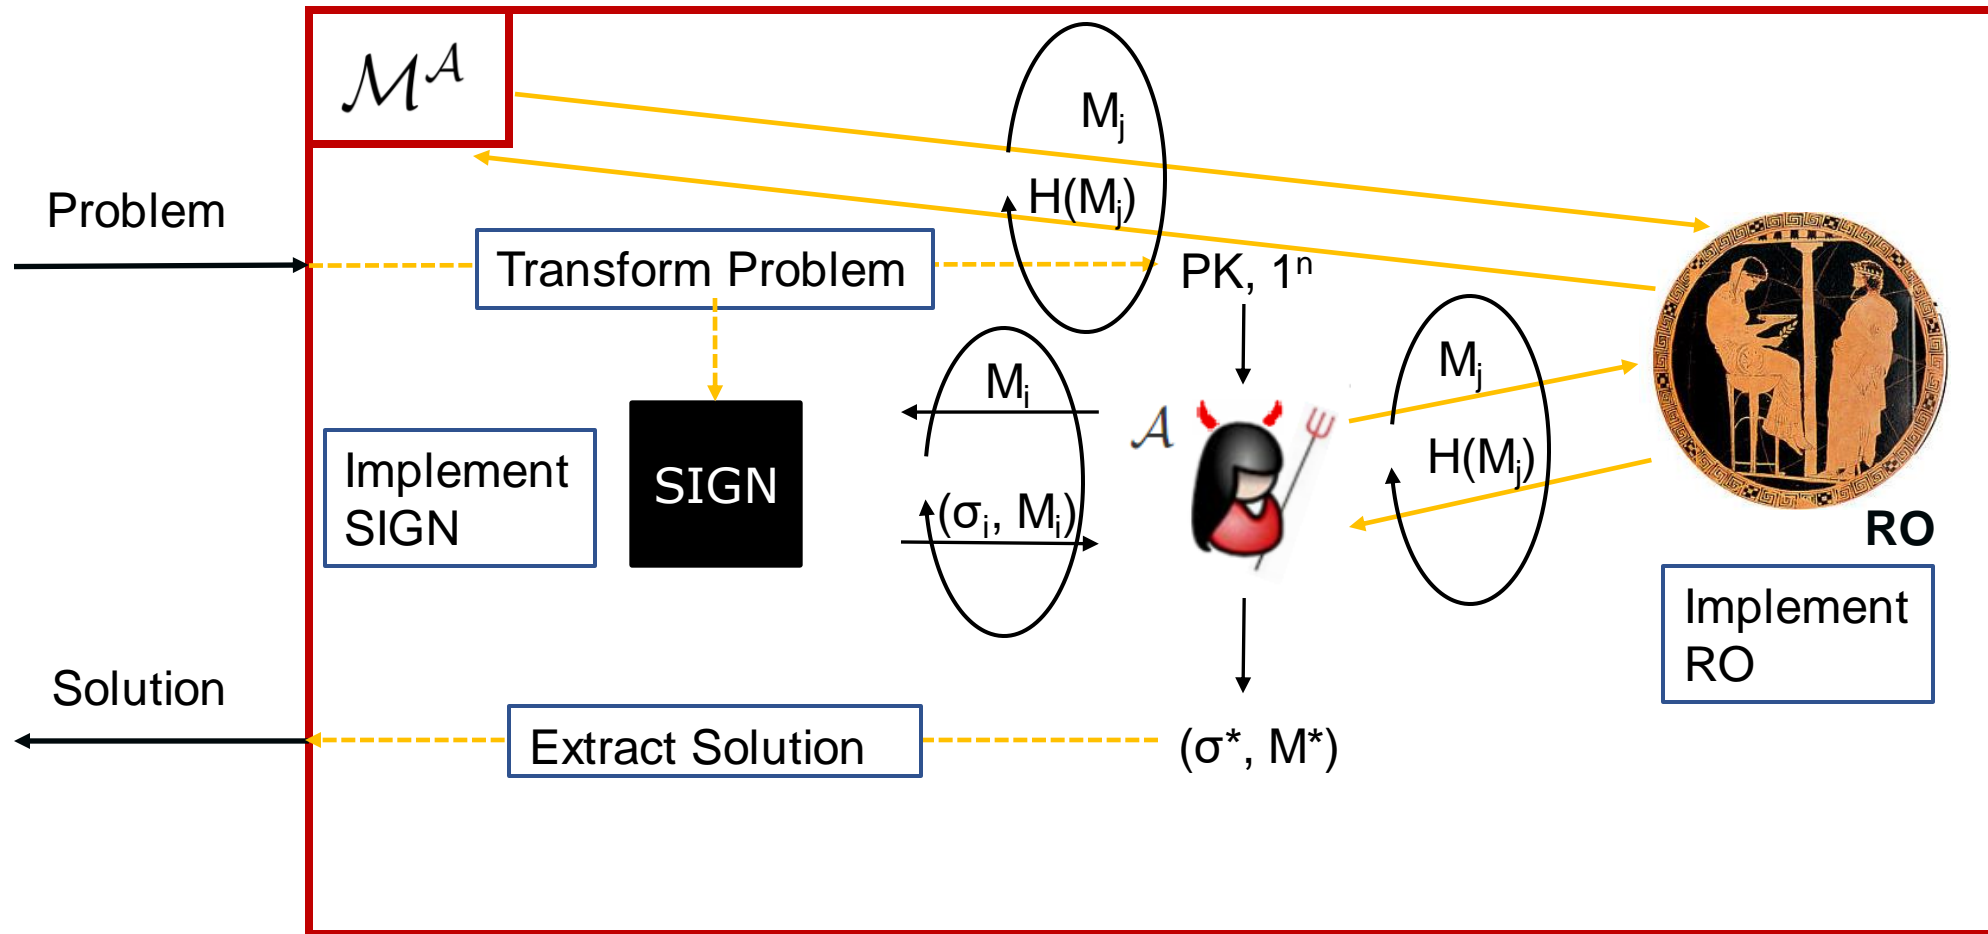 ℳ^𝒜
M_j
H(M_j)
Problem
Transform Problem
PK, 1ⁿ
M_i
M_j
𝒜
Implement
SIGN
SIGN
(σ_i, M_i)
H(M_j)
RO
Implement
RO
Solution
Extract Solution
(σ*, M*)